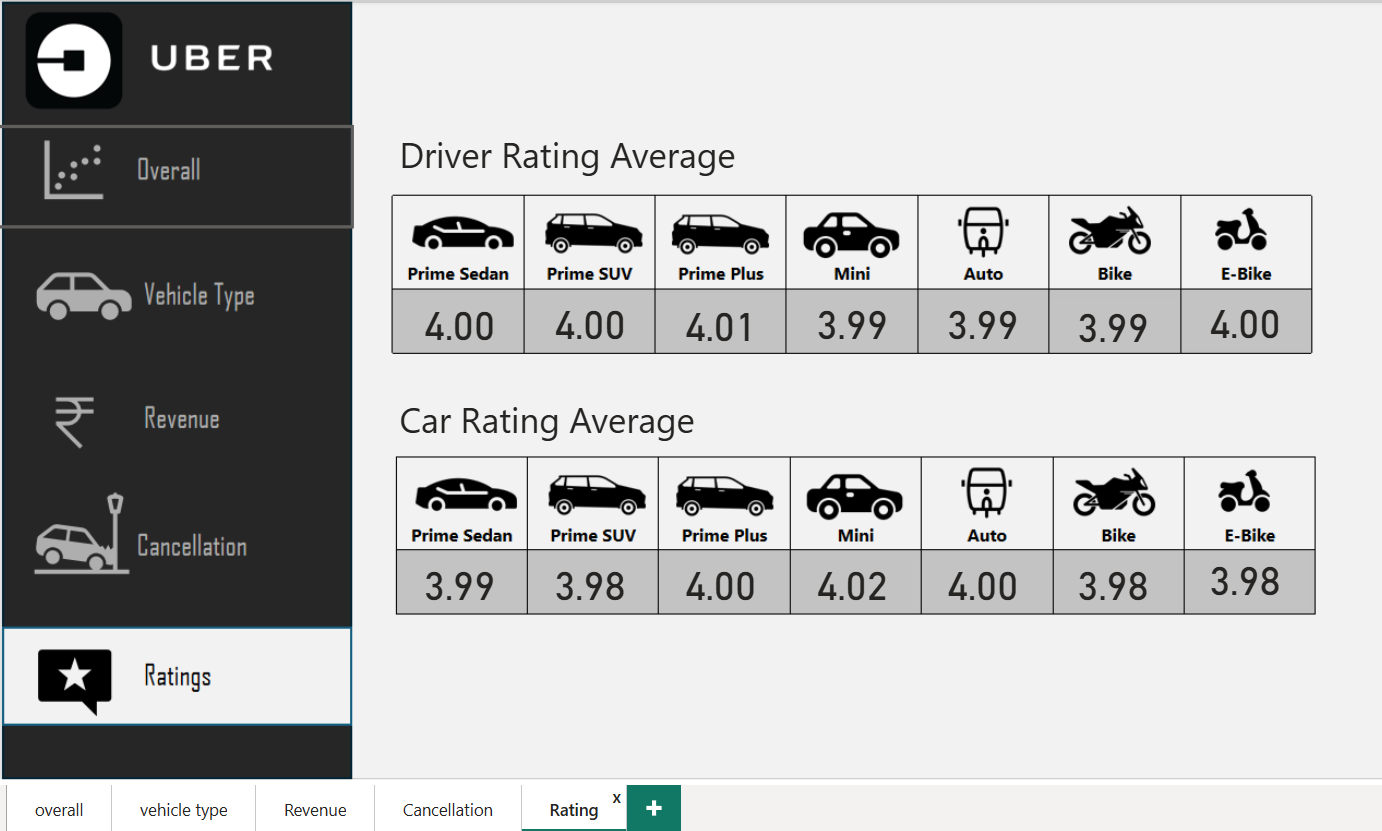 UBER
Overall
Vehicle Type
₹
Revenue
Cancellation
Ratings
Driver Rating Average
Prime Sedan Prime SUV Prime Plus Mini Auto Bike E-Bike
4.00 4.00 4.01 3.99 3.99 3.99 4.00
Car Rating Average
Prime Sedan Prime SUV Prime Plus Mini Auto Bike E-Bike
3.99 3.98 4.00 4.02 4.00 3.98 3.98
overall vehicle type Revenue Cancellation Rating x +